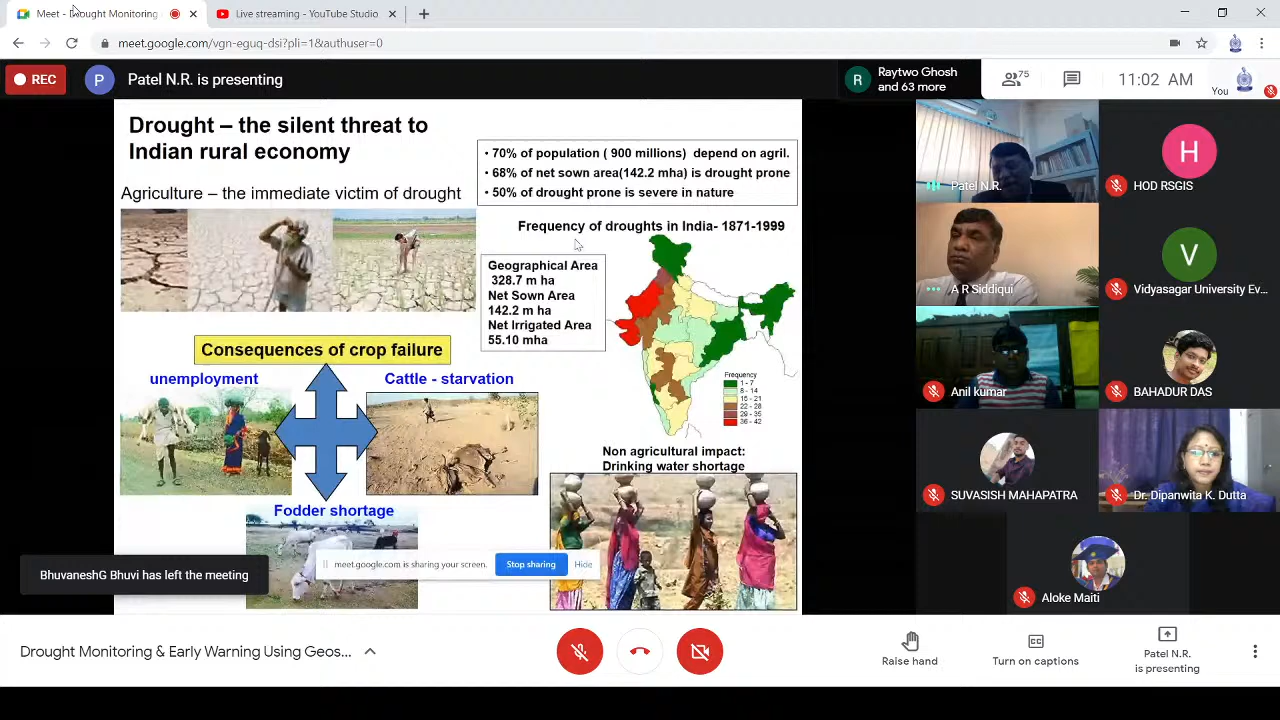 Meet - Drought Monitoring
Live streaming - YouTube Studio
meet.google.com/vgn-eguq-dsi?pli=1&authuser=0
REC
P
Patel N.R. is presenting
R
Raytwo Ghosh
and 63 more
75
11:02 AM
You
Drought – the silent threat to
Indian rural economy
• 70% of population ( 900 millions) depend on agril.
• 68% of net sown area(142.2 mha) is drought prone
• 50% of drought prone is severe in nature
Agriculture – the immediate victim of drought
Frequency of droughts in India- 1871-1999
Geographical Area
328.7 m ha
Net Sown Area
142.2 m ha
Net Irrigated Area
55.10 mha
Frequency
1 - 7
8 - 14
15 - 21
22 - 28
29 - 35
36 - 42
Consequences of crop failure
unemployment
Cattle - starvation
Fodder shortage
Non agricultural impact:
Drinking water shortage
meet.google.com is sharing your screen.
Stop sharing
Hide
BhuvaneshG Bhuvi has left the meeting
Patel N.R.
H
HOD RSGIS
A R Siddiqui
V
Vidyasagar University Ev...
Anil kumar
BAHADUR DAS
SUVASISH MAHAPATRA
Dr. Dipanwita K. Dutta
Aloke Maiti
Drought Monitoring & Early Warning Using Geos...
Raise hand
Turn on captions
Patel N.R.
is presenting